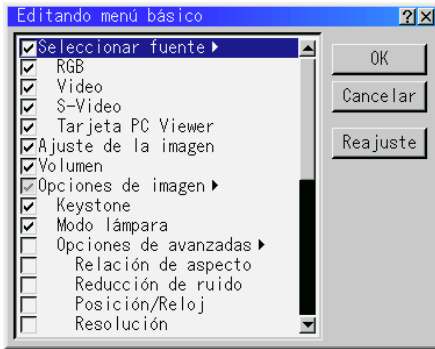 Editando menú básico
Seleccionar fuente
RGB
Video
S-Video
Tarjeta PC Viewer
Ajuste de la imagen
Volumen
Opciones de imagen
Keystone
Modo lámpara
Opciones de avanzadas
Relación de aspecto
Reducción de ruido
Posición/Reloj
Resolución
OK
Cancelar
Reajuste